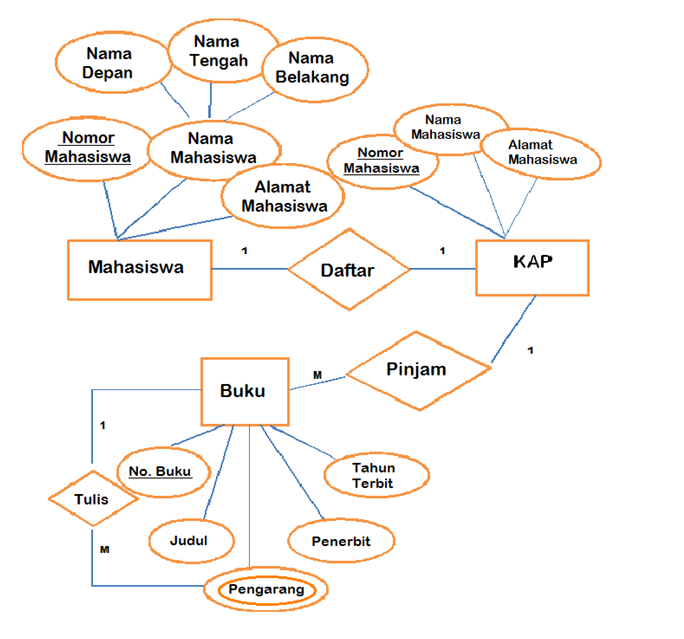 Nama
Depan
Nama
Tengah
Nama
Belakang
Nomor
Mahasiswa
Nama
Mahasiswa
Alamat
Mahasiswa
Nomor
Mahasiswa
Nama
Mahasiswa
Alamat
Mahasiswa
Mahasiswa
1
Daftar
1
KAP
1
Pinjam
M
Buku
1
Tulis
M
No. Buku
Judul
Pengarang
Penerbit
Tahun
Terbit